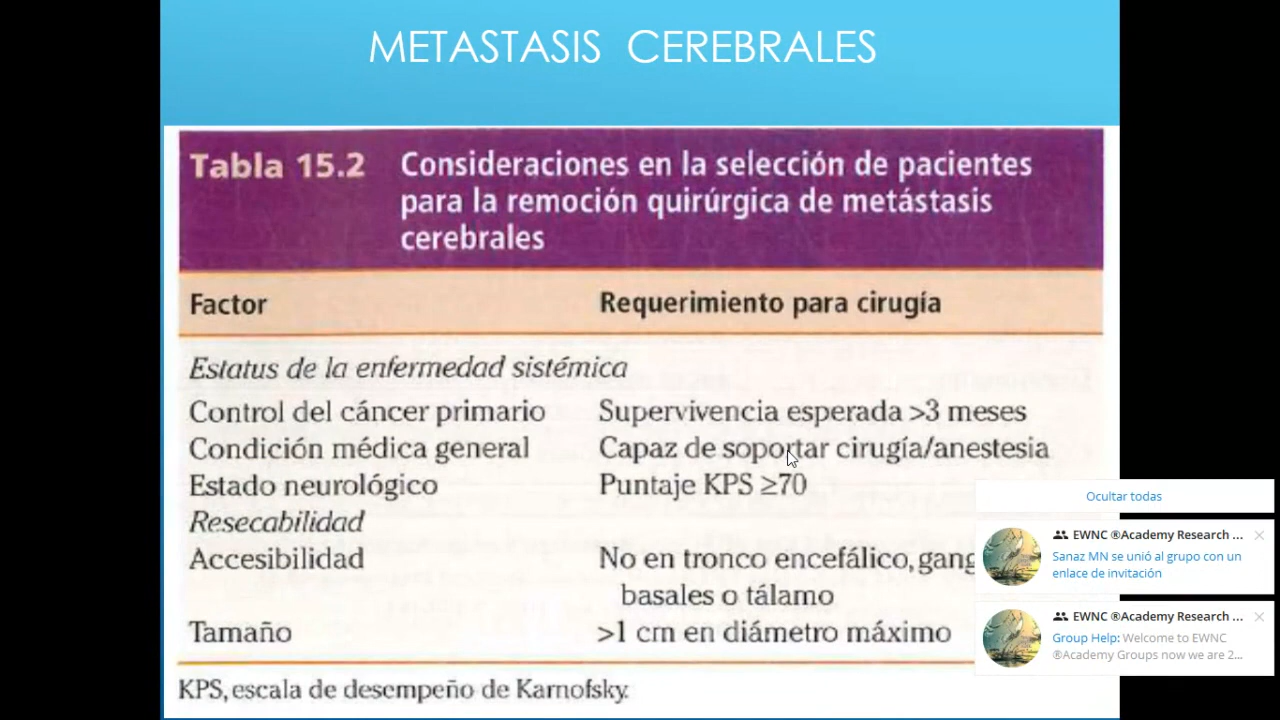 METASTASIS CEREBRALES
Tabla 15.2 Consideraciones en la selección de pacientes
para la remoción quirúrgica de metástasis
cerebrales
Factor Requerimiento para cirugía
Estatus de la enfermedad sistémica
Control del cáncer primario Supervivencia esperada >3 meses
Condición médica general Capaz de soportar cirugía/anestesia
Estado neurológico Puntaje KPS ≥70
Resecabilidad
Accesibilidad No en tronco encefálico, gang
basales o tálamo
Tamaño >1 cm en diámetro máximo
KPS, escala de desempeño de Karnofsky.
Ocultar todas
EWNC ®Academy Research ...
Sanaz MN se unió al grupo con un
enlace de invitación
EWNC ®Academy Research ...
Group Help: Welcome to EWNC
®Academy Groups now we are 2...